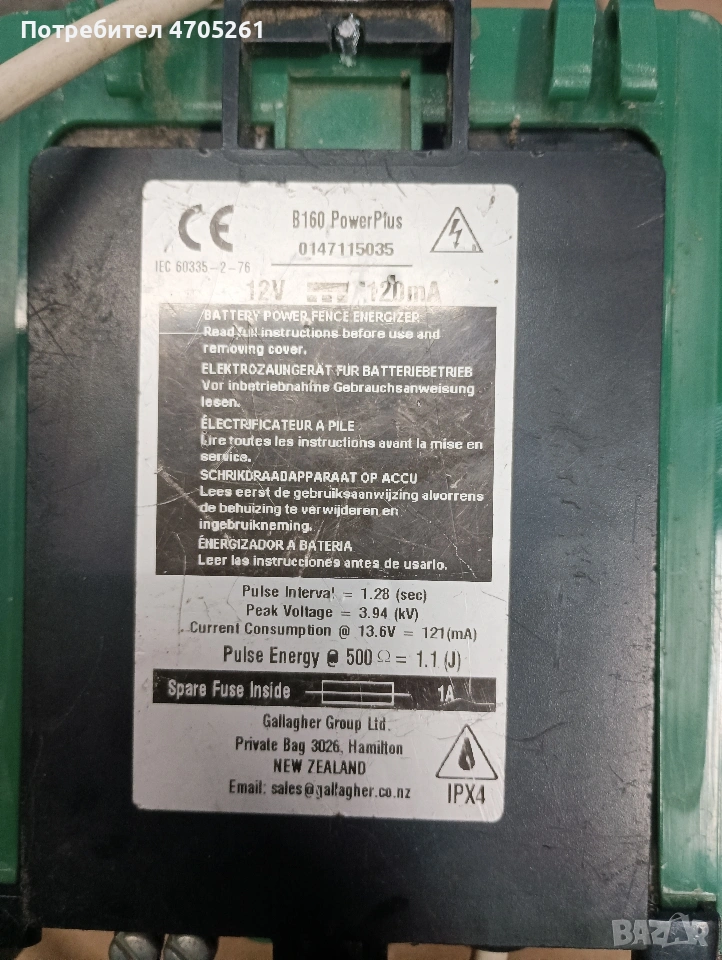 Потребител 4705261
CE
B160 PowerPlus
0147115035
IEC 60335-2-76
12V 120mA
BATTERY POWER FENCE ENERGIZER
Read full instructions before use and
removing cover.
ELEKTROZAUNGERÄT FÜR BATTERIEBETRIEB
Vor inbetriebnahme Gebrauchsanweisung
lesen.
ÉLECTRIFICATEUR A PILE
Lire toutes les instructions avant la mise en
service.
SCHRIKDRAADAPPARAAT OP ACCU
Lees eerst de gebruiksaanwijzing alvorrens
de behuizing te verwijderen en
ingebruikneming.
ÉNERGIZADOR A BATERIA
Leer las instrucciones antes de usarlo.
Pulse Interval = 1.28 (sec)
Peak Voltage = 3.94 (kV)
Current Consumption @ 13.6V = 121(mA)
Pulse Energy @ 500 Ω = 1.1 (J)
Spare Fuse Inside 1A
Gallagher Group Ltd.
Private Bag 3026, Hamilton
NEW ZEALAND
Email: sales@gallagher.co.nz
IPX4
BAZAR